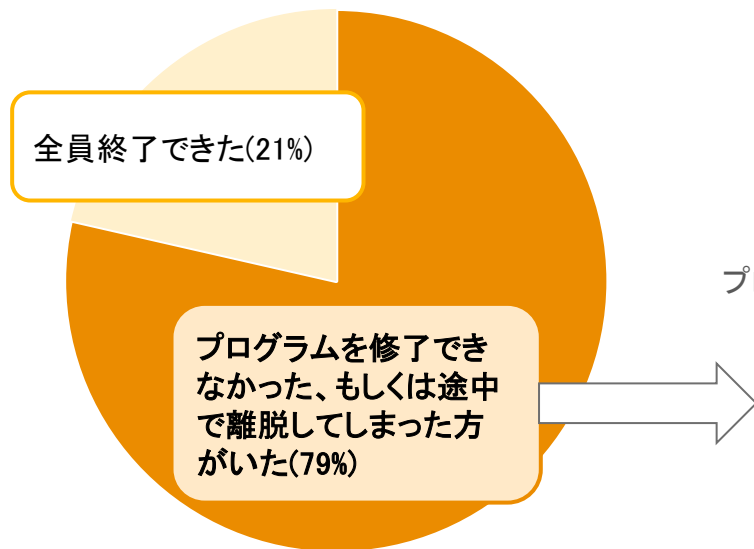 全員終了できた(21%)
プログラムを修了でき
なかった、もしくは途中
で離脱してしまった方
がいた(79%)
プ